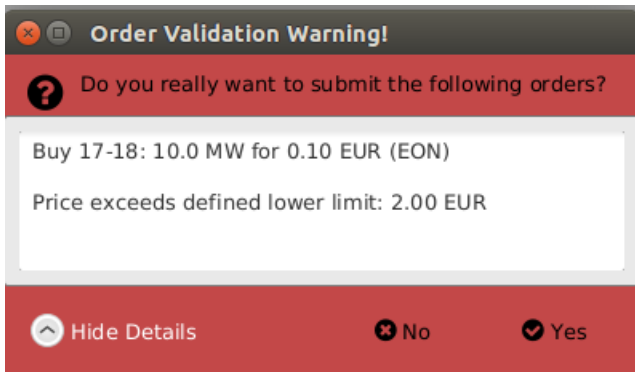 Order Validation Warning!
Do you really want to submit the following orders?
Buy 17-18: 10.0 MW for 0.10 EUR (EON)
Price exceeds defined lower limit: 2.00 EUR
Hide Details
No
Yes